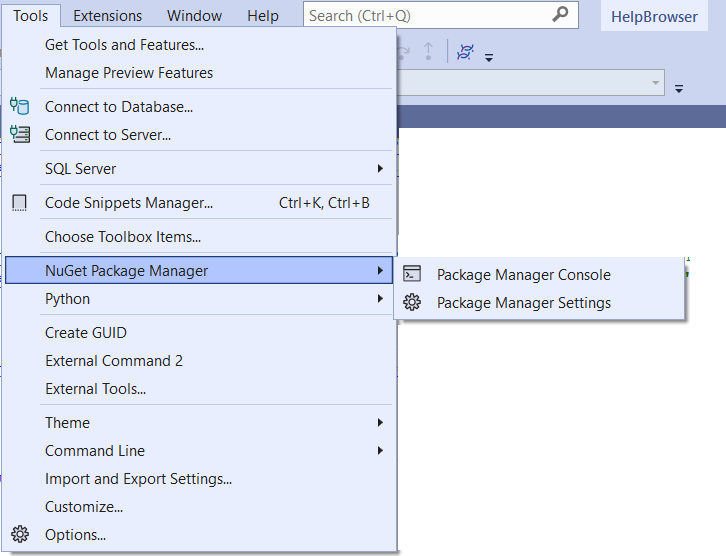 Tools Extensions Window Help Search (Ctrl+Q) HelpBrowser
Get Tools and Features...
Manage Preview Features
Connect to Database...
Connect to Server...
SQL Server
Code Snippets Manager... Ctrl+K, Ctrl+B
Choose Toolbox Items...
NuGet Package Manager
Package Manager Console
Package Manager Settings
Python
Create GUID
External Command 2
External Tools...
Theme
Command Line
Import and Export Settings...
Customize...
Options...